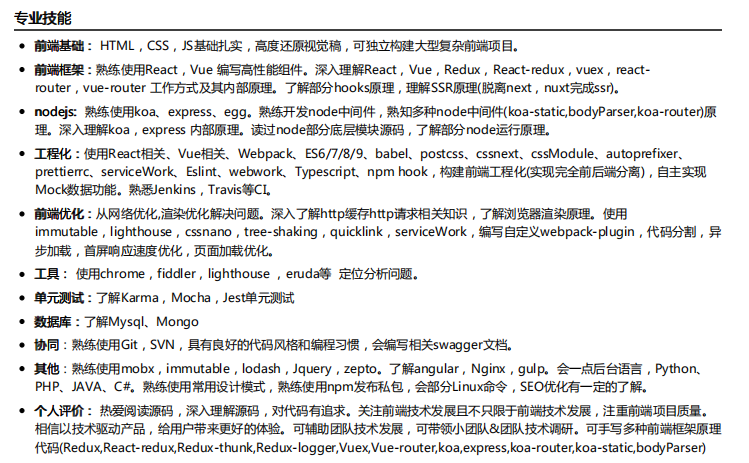 专业技能
前端基础： HTML，CSS，JS基础扎实，高度还原视觉稿，可独立构建大型复杂前端项目。
前端框架：熟练使用React，Vue 编写高性能组件。深入理解React，Vue，Redux，React-redux，vuex，react-
router，vue-router 工作方式及其内部原理。了解部分hooks原理，理解SSR原理(脱离next，nuxt完成ssr)。
nodejs: 熟练使用koa、express、egg。熟练开发node中间件，熟知多种node中间件(koa-static,bodyParser,koa-router)原
理。深入理解koa，express 内部原理。读过node部分底层模块源码，了解部分node运行原理。
工程化：使用React相关、Vue相关、Webpack、ES6/7/8/9、babel、postcss、cssnext、cssModule、autoprefixer、
prettierrc、serviceWork、Eslint、webwork、Typescript、npm hook，构建前端工程化(实现完全前后端分离)，自主实现
Mock数据功能。熟悉Jenkins，Travis等CI。
前端优化：从网络优化,渲染优化解决问题。深入了解http缓存http请求相关知识，了解浏览器渲染原理。使用
immutable，lighthouse，cssnano，tree-shaking，quicklink，serviceWork，编写自定义webpack-plugin，代码分割，异
步加载，首屏响应速度优化，页面加载优化。
工具： 使用chrome，fiddler，lighthouse ，eruda等 定位分析问题。
单元测试：了解Karma，Mocha，Jest单元测试
数据库：了解Mysql、Mongo
协同：熟练使用Git，SVN，具有良好的代码风格和编程习惯，会编写相关swagger文档。
其他：熟练使用mobx，immutable，lodash，Jquery，zepto。了解angular，Nginx，gulp。会一点后台语言，Python、
PHP、JAVA、C#。熟练使用常用设计模式，熟练使用npm发布私包，会部分Linux命令，SEO优化有一定的了解。
个人评价： 热爱阅读源码，深入理解源码，对代码有追求。关注前端技术发展且不只限于前端技术发展，注重前端项目质量。
相信以技术驱动产品，给用户带来更好的体验。可辅助团队技术发展，可带领小团队&团队技术调研。可手写多种前端框架原理
代码(Redux,React-redux,Redux-thunk,Redux-logger,Vuex,Vue-router,koa,express,koa-router,koa-static,bodyParser)